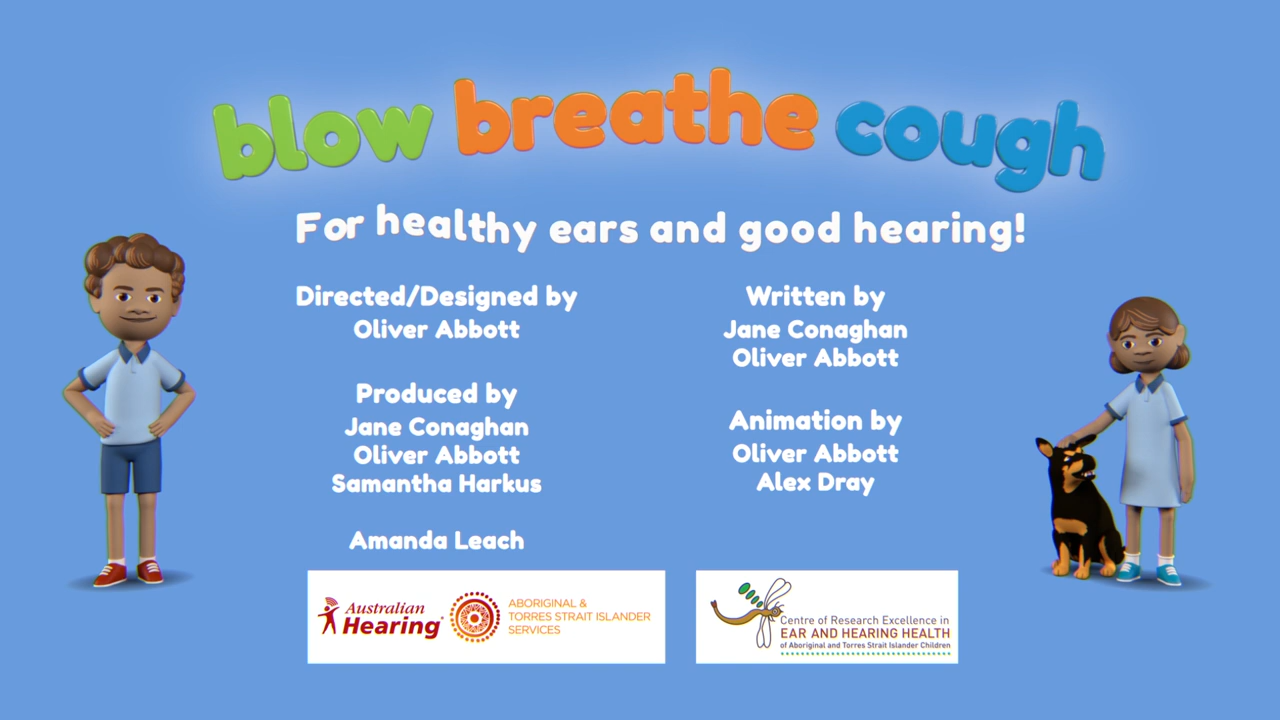 blow breathe cough
For healthy ears and good hearing!
Directed/Designed by
Oliver Abbott
Produced by
Jane Conaghan
Oliver Abbott
Samantha Harkus
Amanda Leach
Written by
Jane Conaghan
Oliver Abbott
Animation by
Oliver Abbott
Alex Dray
Australian
Hearing
ABORIGINAL &
TORRES STRAIT ISLANDER
SERVICES
Centre of Research Excellence in
EAR AND HEARING HEALTH
of Aboriginal and Torres Strait Islander Children